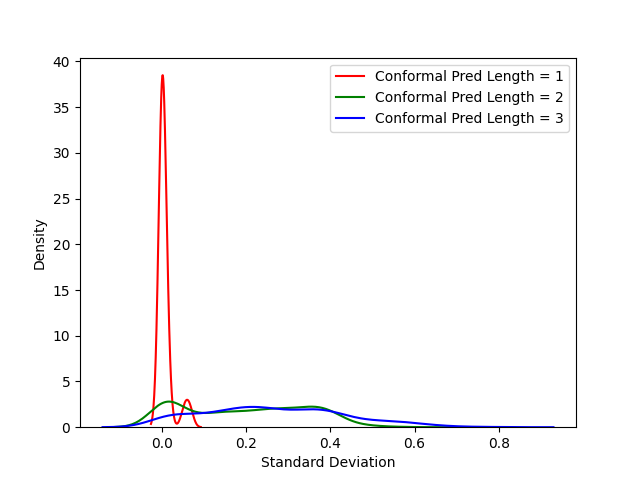 Conformal Pred Length = 1
Conformal Pred Length = 2
Conformal Pred Length = 3
40
35
30
25
20
15
10
5
0
Density
0.0 0.2 0.4 0.6 0.8
Standard Deviation